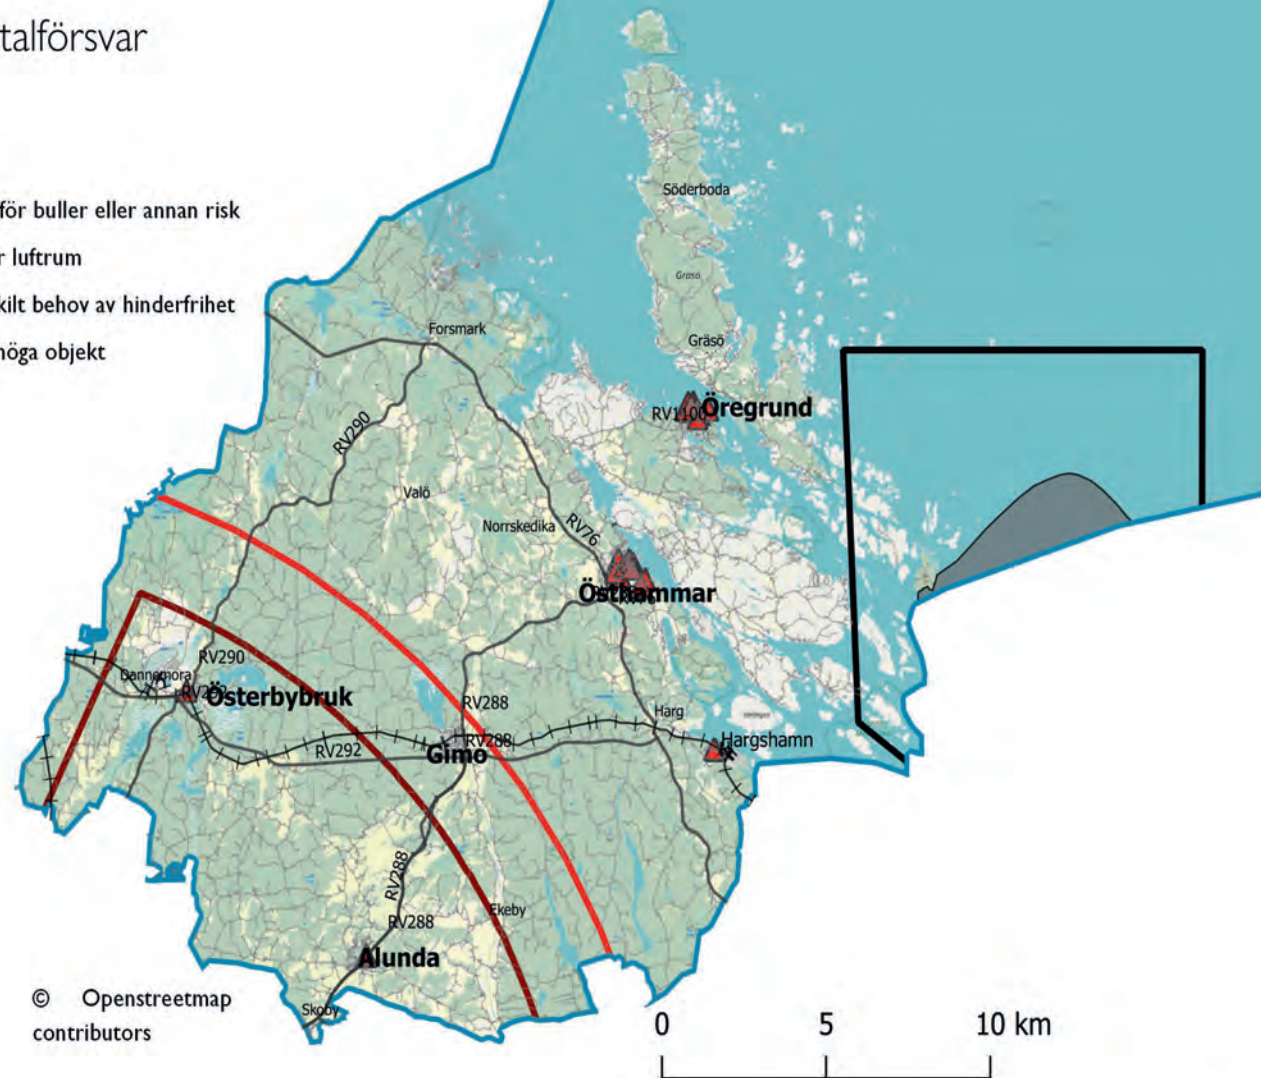 talförsvar
för buller eller annan risk
r luftrum
kilt behov av hinderfrihet
höga objekt
Söderboda
Gräsö
Forsmark
Gräsö
RV1100
Öregrund
RV290
Valö
Norrskedika
RV76
Östhammar
RV290
Dannemora
Österbybruk
RV288
Harg
RV288
Hargshamn
RV292
Gimo
RV288
Ekeby
RV288
Alunda
© Openstreetmap
contributors
Skoby
0 5 10 km